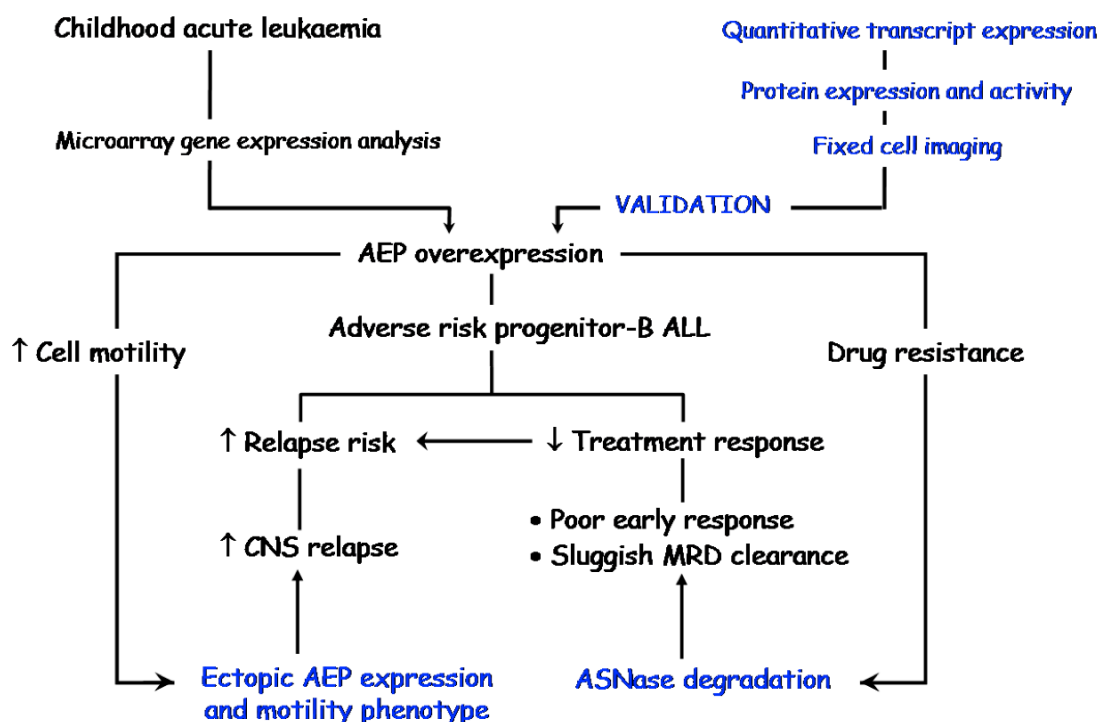 Childhood acute leukaemia
Quantitative transcript expression
Protein expression and activity
Microarray gene expression analysis
Fixed cell imaging
VALIDATION
AEP overexpression
Adverse risk progenitor-B ALL
↑ Cell motility
Drug resistance
↑ Relapse risk
↓ Treatment response
• Poor early response
↑ CNS relapse
• Sluggish MRD clearance
Ectopic AEP expression
and motility phenotype
ASNase degradation